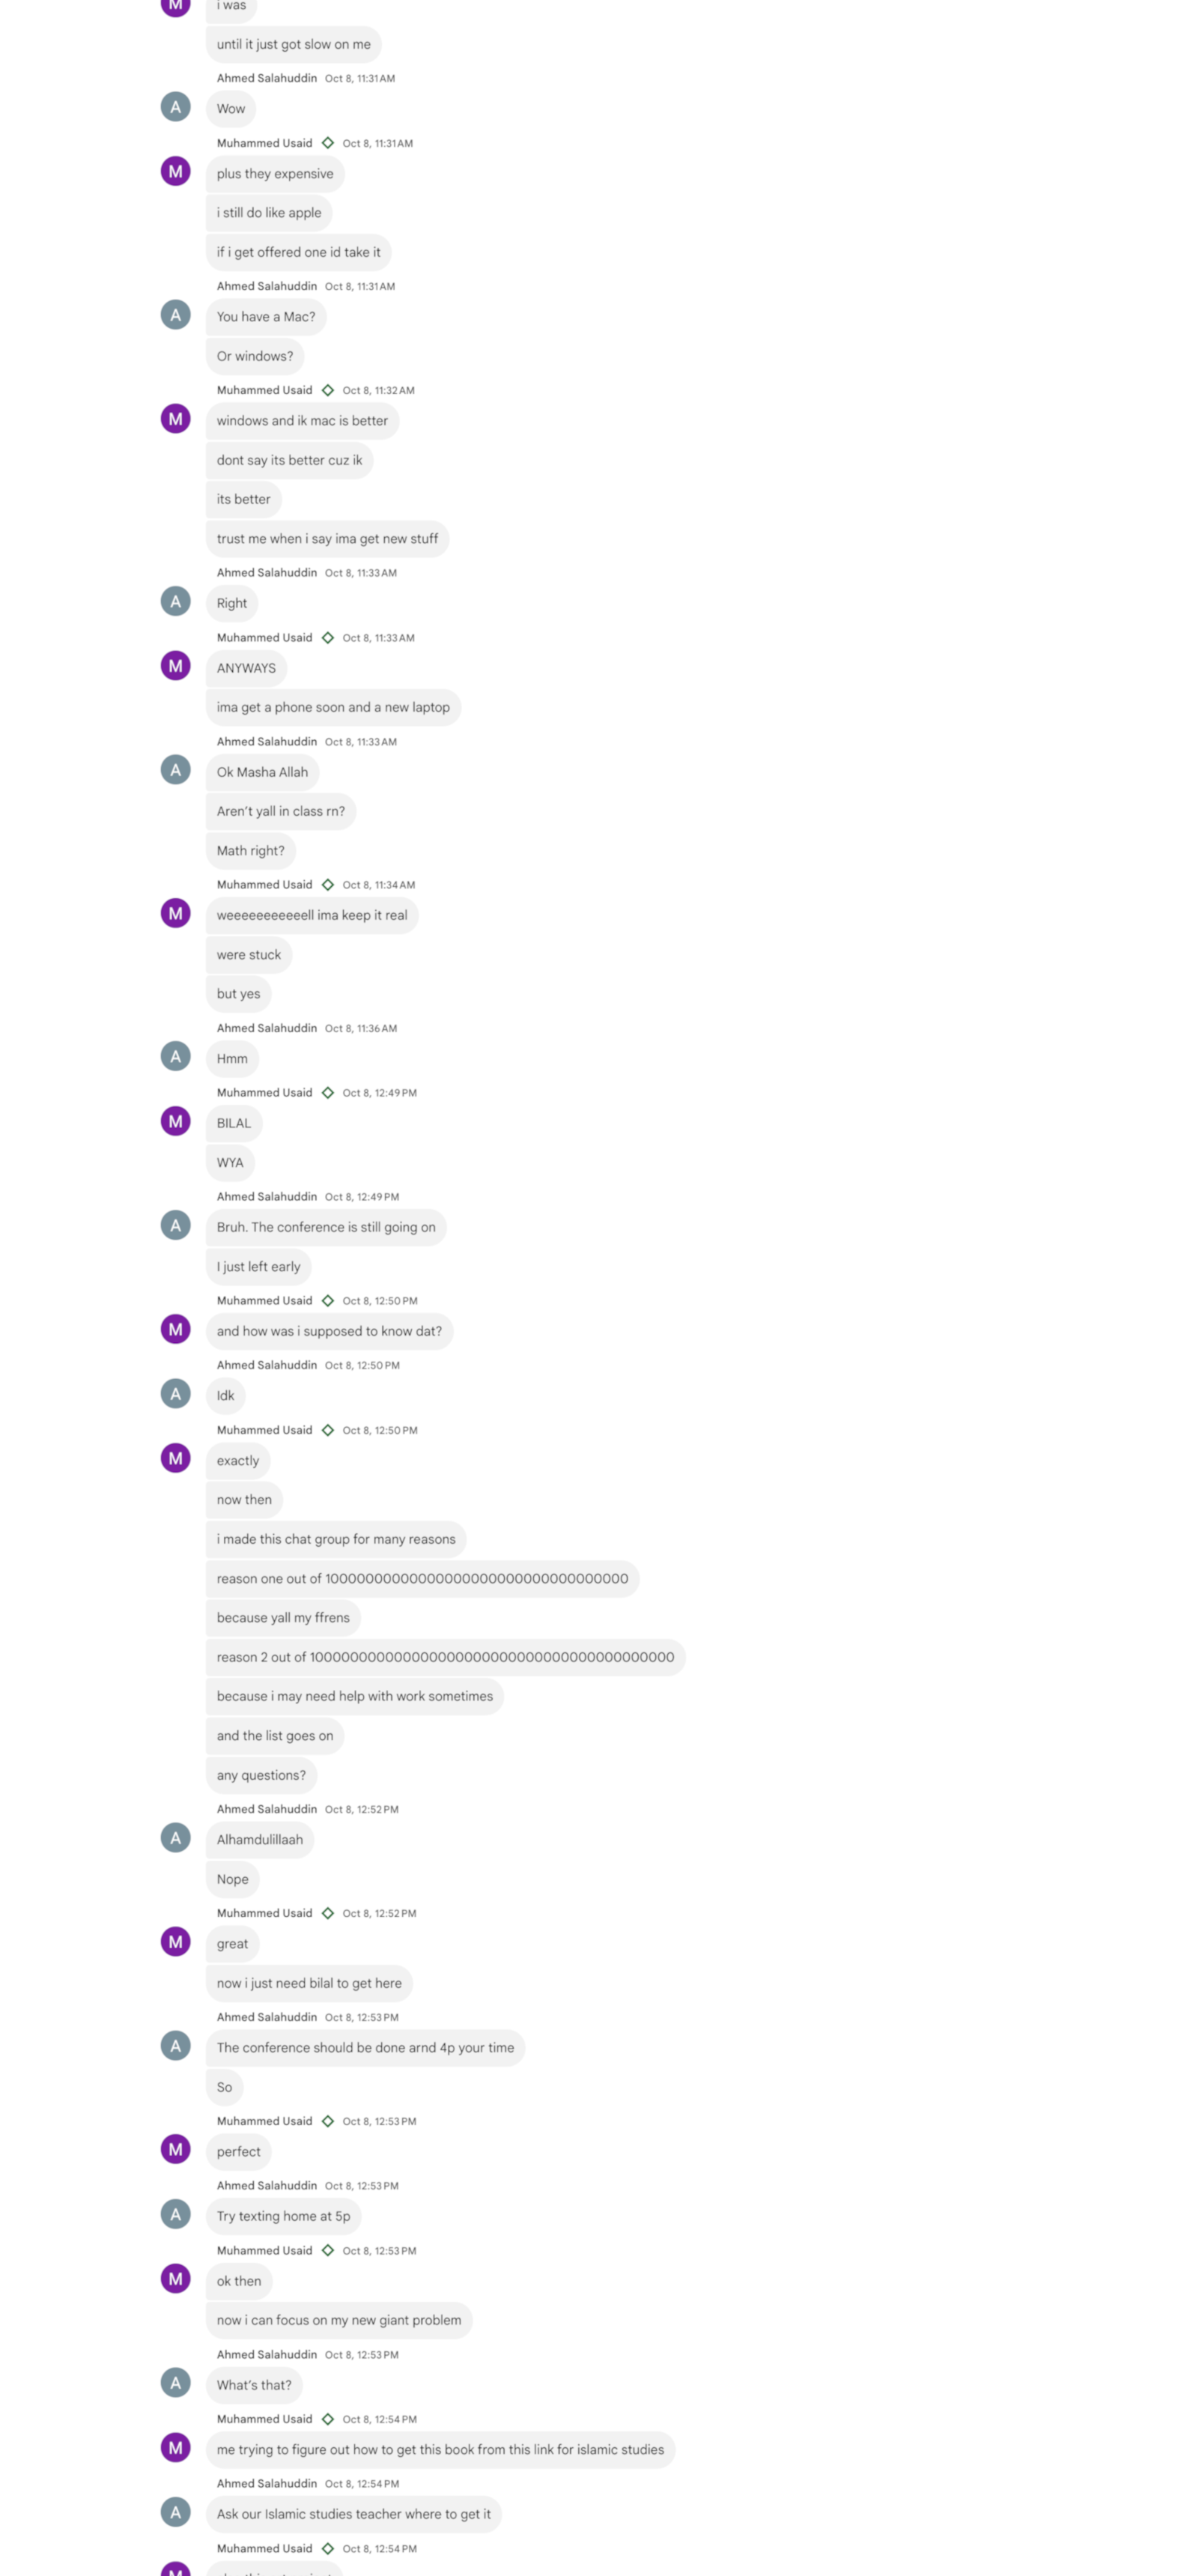 M
i was
until it just got slow on me
Ahmed Salahuddin Oct 8, 11:31 AM
A
Wow
Muhammed Usaid Oct 8, 11:31 AM
M
plus they expensive
i still do like apple
if i get offered one id take it
Ahmed Salahuddin Oct 8, 11:31 AM
A
You have a Mac?
Or windows?
Muhammed Usaid Oct 8, 11:32 AM
M
windows and ik mac is better
dont say its better cuz ik
its better
trust me when i say ima get new stuff
Ahmed Salahuddin Oct 8, 11:33 AM
A
Right
Muhammed Usaid Oct 8, 11:33 AM
M
ANYWAYS
ima get a phone soon and a new laptop
Ahmed Salahuddin Oct 8, 11:33 AM
A
Ok Masha Allah
Aren't yall in class rn?
Math right?
Muhammed Usaid Oct 8, 11:34 AM
M
weeeeeeeeeeell ima keep it real
were stuck
but yes
Ahmed Salahuddin Oct 8, 11:36 AM
A
Hmm
Muhammed Usaid Oct 8, 12:49 PM
M
BILAL
WYA
Ahmed Salahuddin Oct 8, 12:49 PM
A
Bruh. The conference is still going on
I just left early
Muhammed Usaid Oct 8, 12:50 PM
M
and how was i supposed to know dat?
Ahmed Salahuddin Oct 8, 12:50 PM
A
Idk
Muhammed Usaid Oct 8, 12:50 PM
M
exactly
now then
i made this chat group for many reasons
reason one out of 10000000000000000000000000000000000
because yall my ffrens
reason 2 out of 100000000000000000000000000000000000000000
because i may need help with work sometimes
and the list goes on
any questions?
Ahmed Salahuddin Oct 8, 12:52 PM
A
Alhamdulillaah
Nope
Muhammed Usaid Oct 8, 12:52 PM
M
great
now i just need bilal to get here
Ahmed Salahuddin Oct 8, 12:53 PM
A
The conference should be done arnd 4p your time
So
Muhammed Usaid Oct 8, 12:53 PM
M
perfect
Ahmed Salahuddin Oct 8, 12:53 PM
A
Try texting home at 5p
Muhammed Usaid Oct 8, 12:53 PM
M
ok then
now i can focus on my new giant problem
Ahmed Salahuddin Oct 8, 12:53 PM
A
What's that?
Muhammed Usaid Oct 8, 12:54 PM
M
me trying to figure out how to get this book from this link for islamic studies
Ahmed Salahuddin Oct 8, 12:54 PM
A
Ask our Islamic studies teacher where to get it
Muhammed Usaid Oct 8, 12:54 PM
M